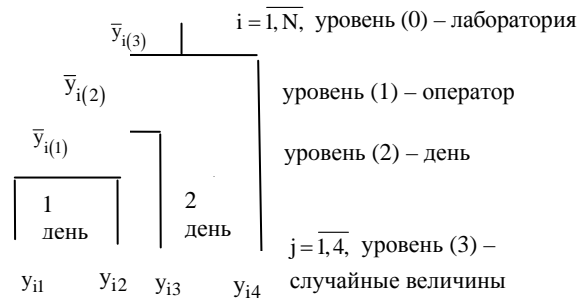 ȳi(3) i = 1, N, уровень (0) – лаборатория
ȳi(2) уровень (1) – оператор
ȳi(1) уровень (2) – день
1 день
2 день
j = 1, 4, уровень (3) –
yi1 yi2 yi3 yi4 случайные величины